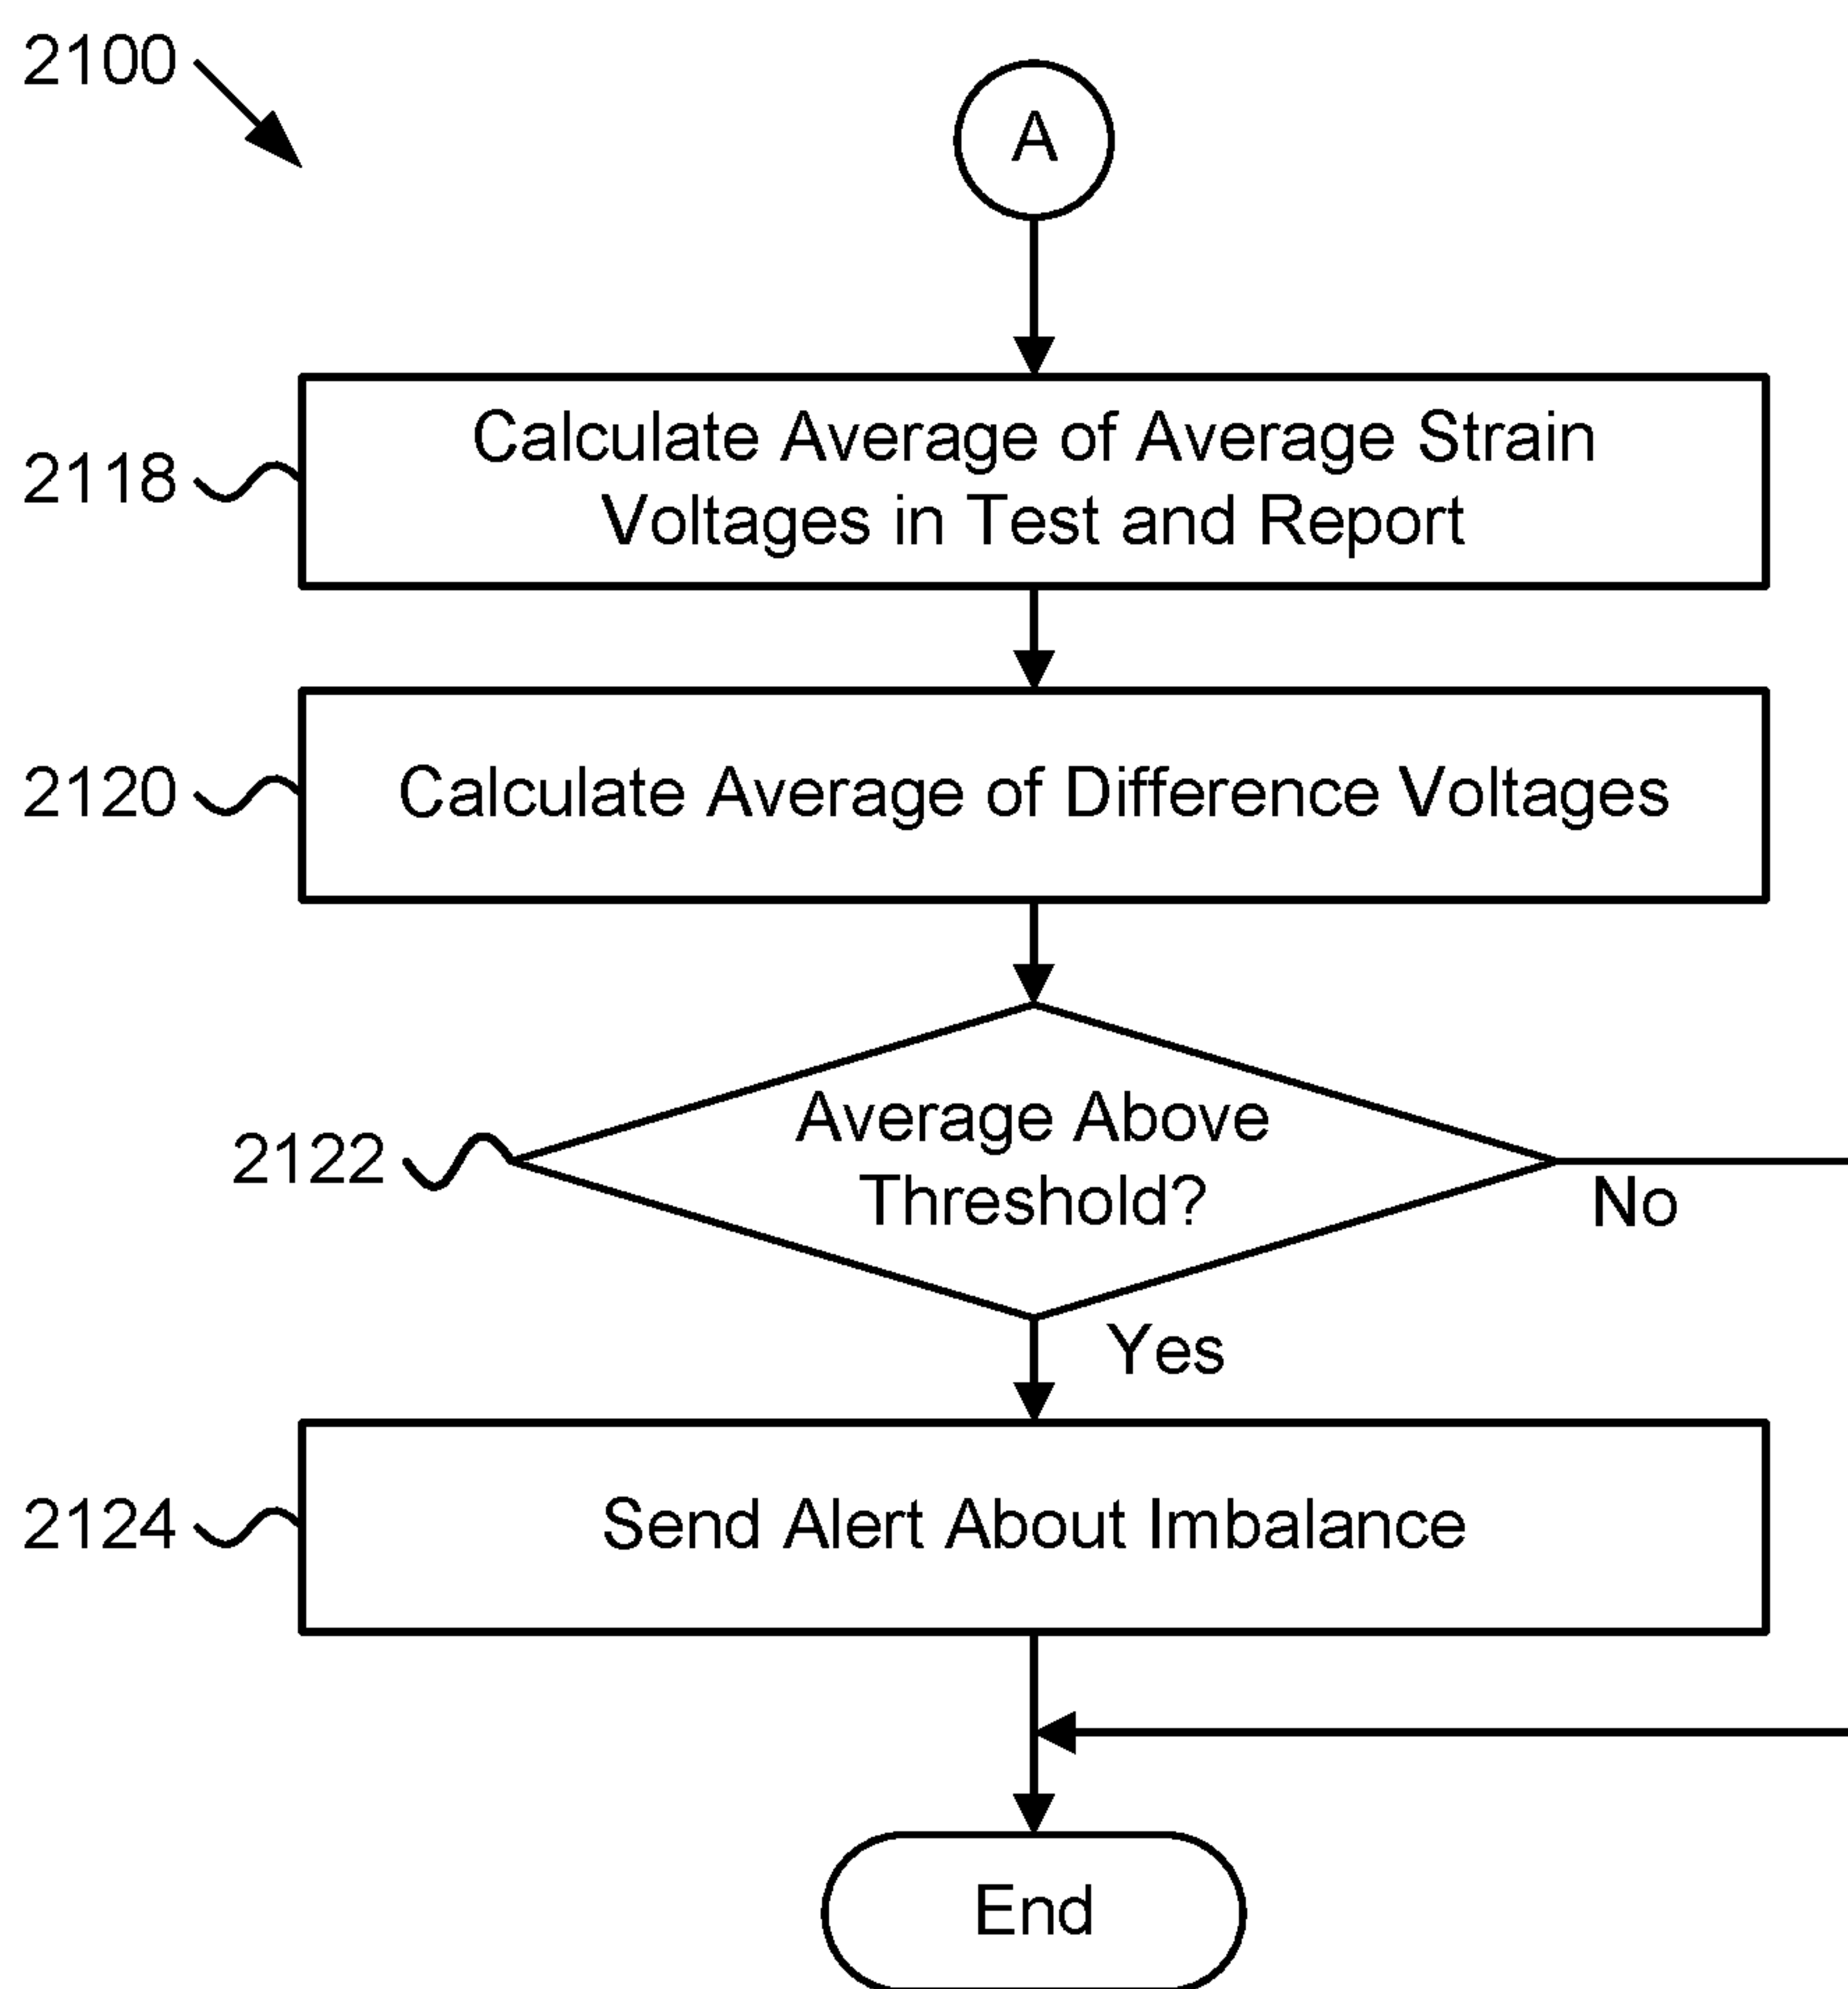 2100
A
2118
Calculate Average of Average Strain
Voltages in Test and Report
2120
Calculate Average of Difference Voltages
2122
Average Above
Threshold?
No
Yes
2124
Send Alert About Imbalance
End